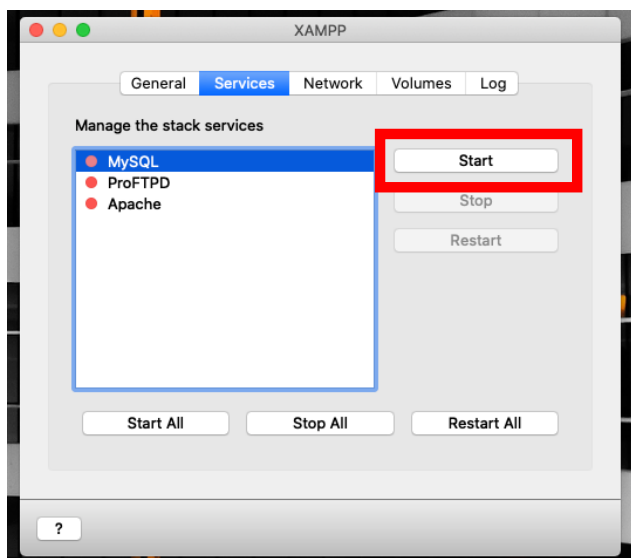 XAMPP
General Services Network Volumes Log
Manage the stack services
MySQL
ProFTPD
Apache
Start
Stop
Restart
Start All Stop All Restart All
?